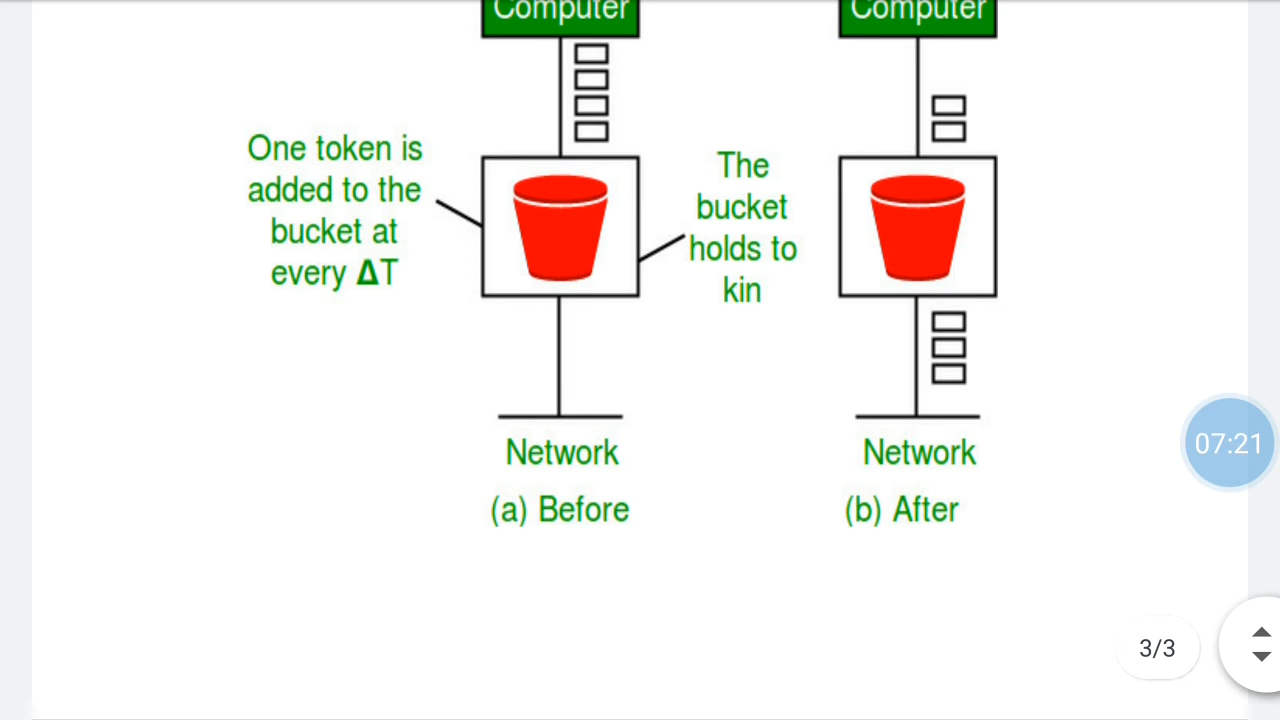 Computer
Computer
One token is
added to the
bucket at
every ΔT
The
bucket
holds to
kin
Network
Network
(a) Before
(b) After
07:21
3/3